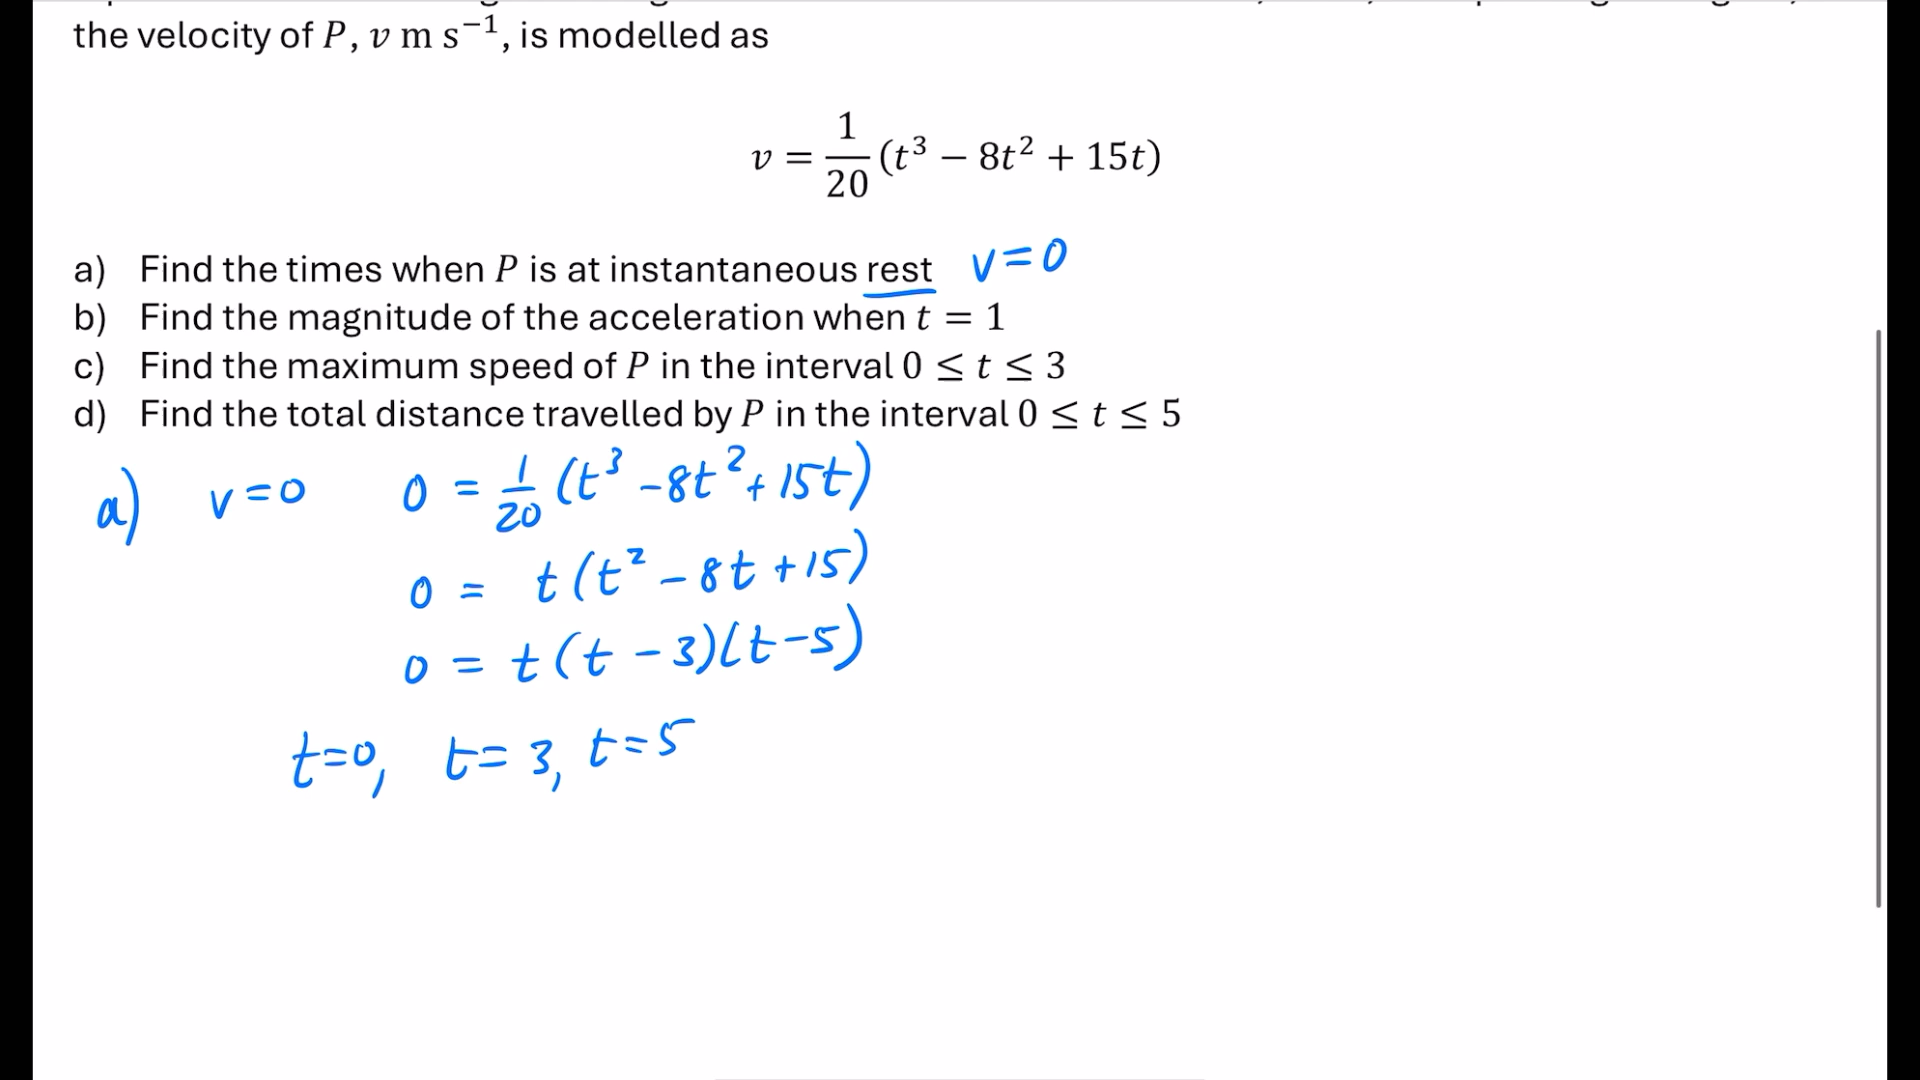 the velocity of P, v m s⁻¹, is modelled as
v = 1/20 (t³ − 8t² + 15t)
a) Find the times when P is at instantaneous rest v=0
b) Find the magnitude of the acceleration when t = 1
c) Find the maximum speed of P in the interval 0 ≤ t ≤ 3
d) Find the total distance travelled by P in the interval 0 ≤ t ≤ 5
a) v=0 0 = 1/20 (t³ -8t² + 15t)
0 = t(t² - 8t + 15)
0 = t(t - 3)(t-5)
t=0, t= 3, t=5